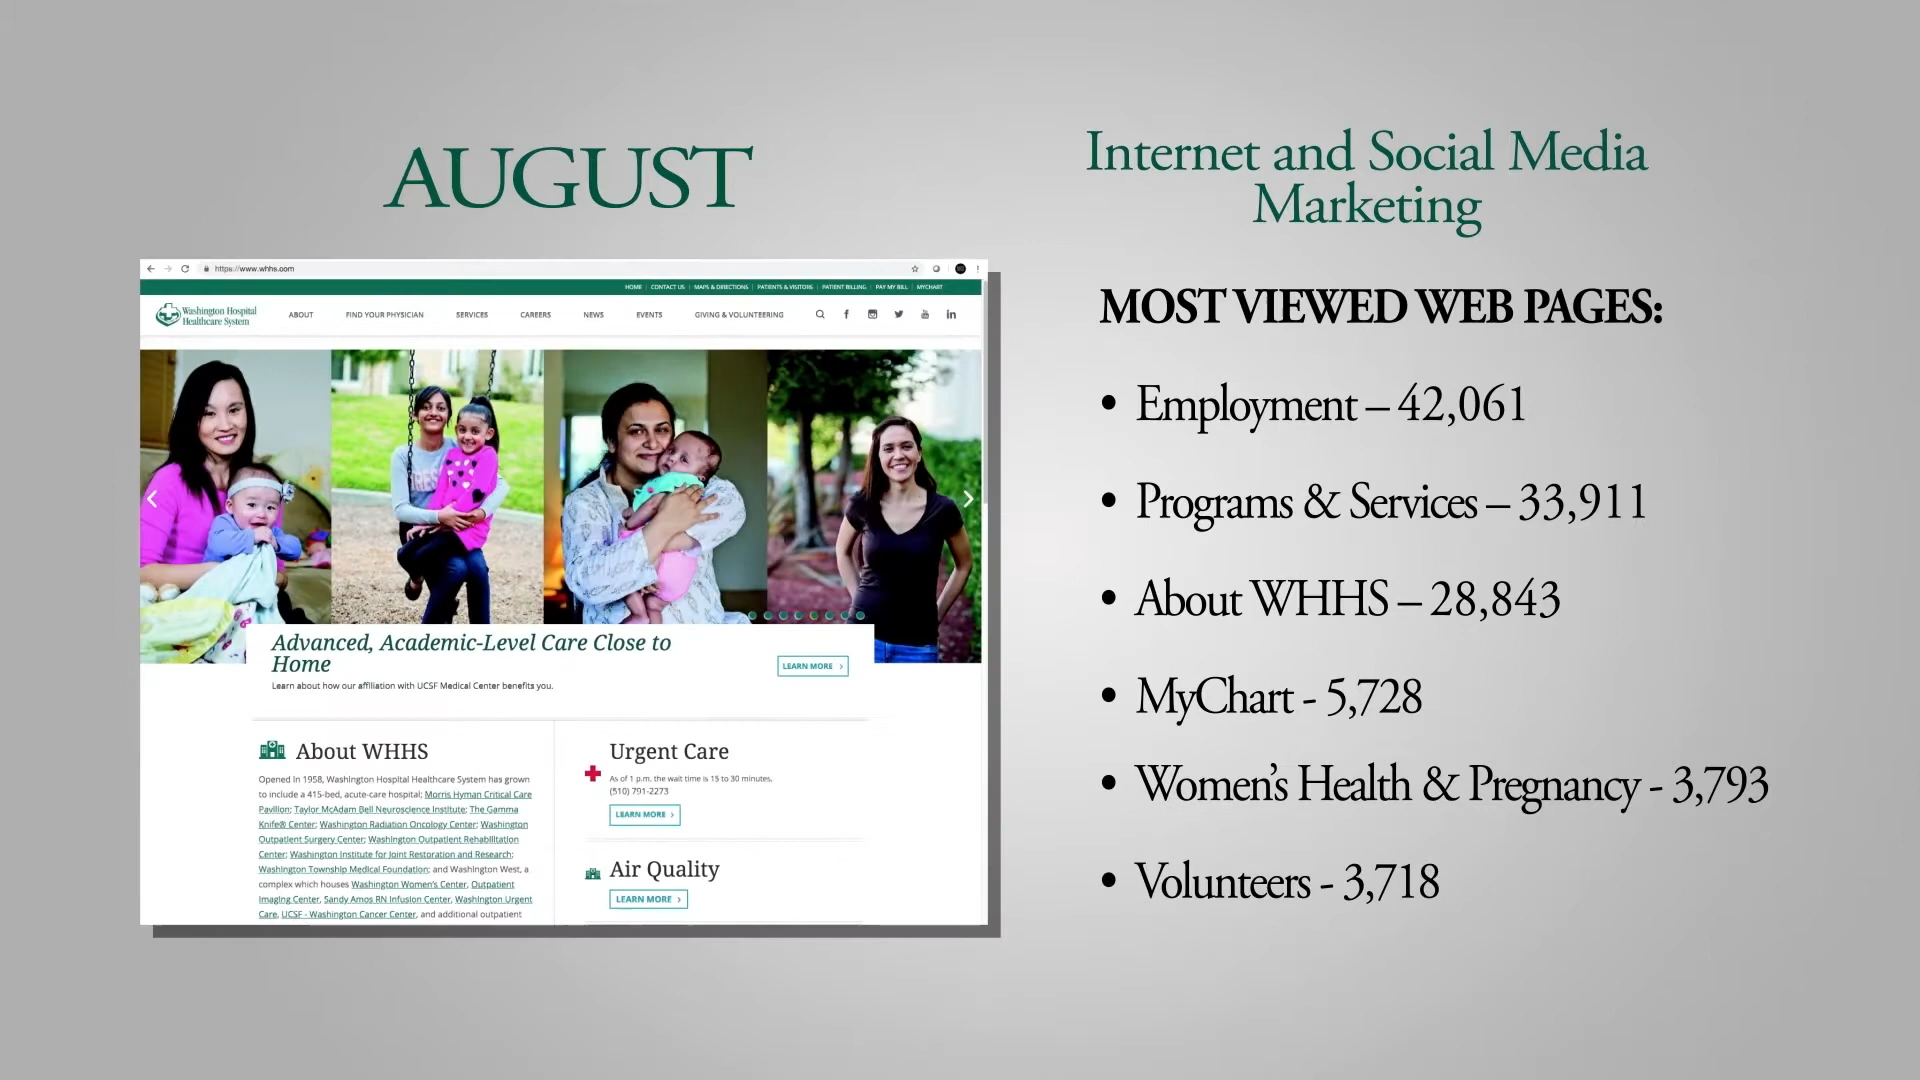 AUGUST
https://www.whhs.com
HOME | CONTACT US | MAPS & DIRECTIONS | PATIENTS & VISITORS | PATIENT BILLING | PAY MY BILL | MYCHART
Washington Hospital
Healthcare System
ABOUT FIND YOUR PHYSICIAN SERVICES CAREERS NEWS EVENTS GIVING & VOLUNTEERING
Advanced, Academic-Level Care Close to
Home
Learn about how our affiliation with UCSF Medical Center benefits you.
LEARN MORE
About WHHS
Opened in 1958, Washington Hospital Healthcare System has grown
to include a 415-bed, acute-care hospital; Morris Hyman Critical Care
Pavilion; Taylor McAdam Bell Neuroscience Institute; The Gamma
Knife® Center; Washington Radiation Oncology Center; Washington
Outpatient Surgery Center; Washington Outpatient Rehabilitation
Center; Washington Institute for Joint Restoration and Research;
Washington Township Medical Foundation; and Washington West, a
complex which houses Washington Women's Center, Outpatient
Imaging Center, Sandy Amos RN Infusion Center, Washington Urgent
Care, UCSF - Washington Cancer Center, and additional outpatient
Urgent Care
As of 1 p.m. the wait time is 15 to 30 minutes,
(510) 791-2273
LEARN MORE
Air Quality
LEARN MORE
Internet and Social Media
Marketing
MOST VIEWED WEB PAGES:
• Employment – 42,061
• Programs & Services – 33,911
• About WHHS – 28,843
• MyChart - 5,728
• Women's Health & Pregnancy - 3,793
• Volunteers - 3,718